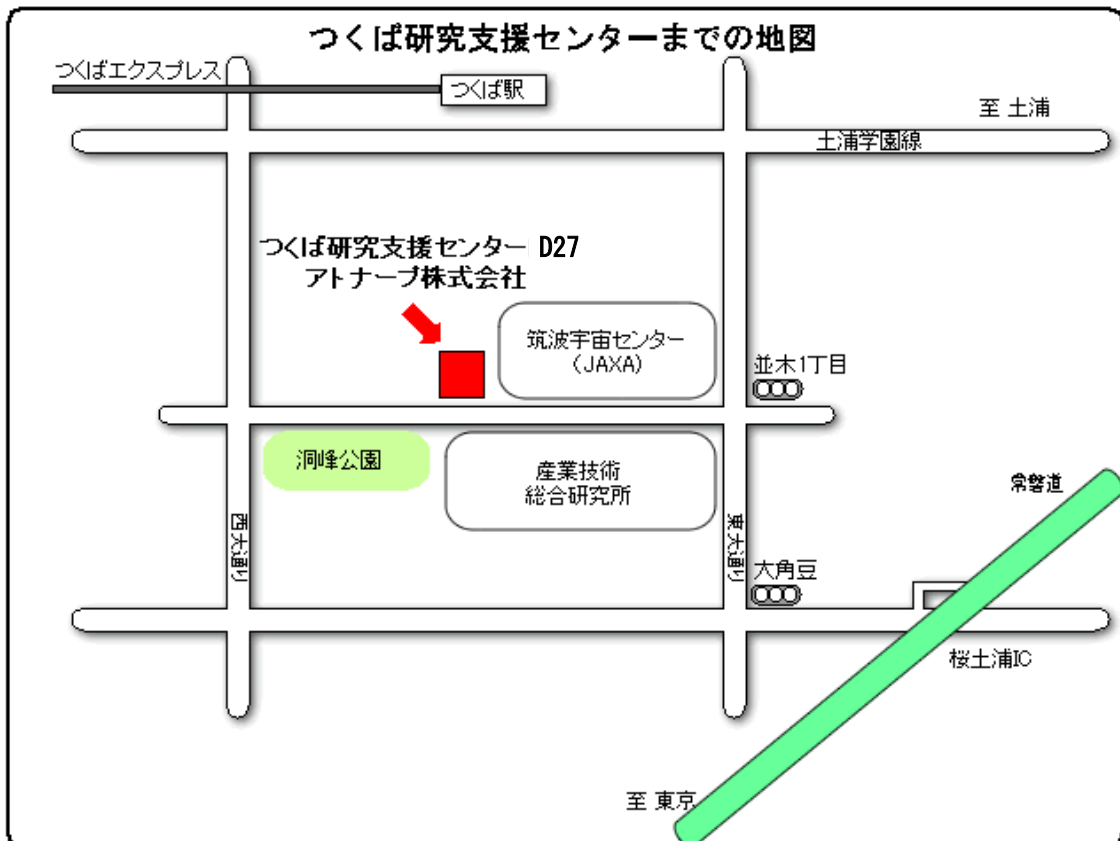 つくば研究支援センターまでの地図
つくばエクスプレス
つくば駅
至 土浦
土浦学園線
つくば研究支援センター D27
アトナープ株式会社
筑波宇宙センター
(JAXA)
並木1丁目
洞峰公園
産業技術
総合研究所
常磐道
西大通り
東大通り
大角豆
桜土浦IC
至 東京